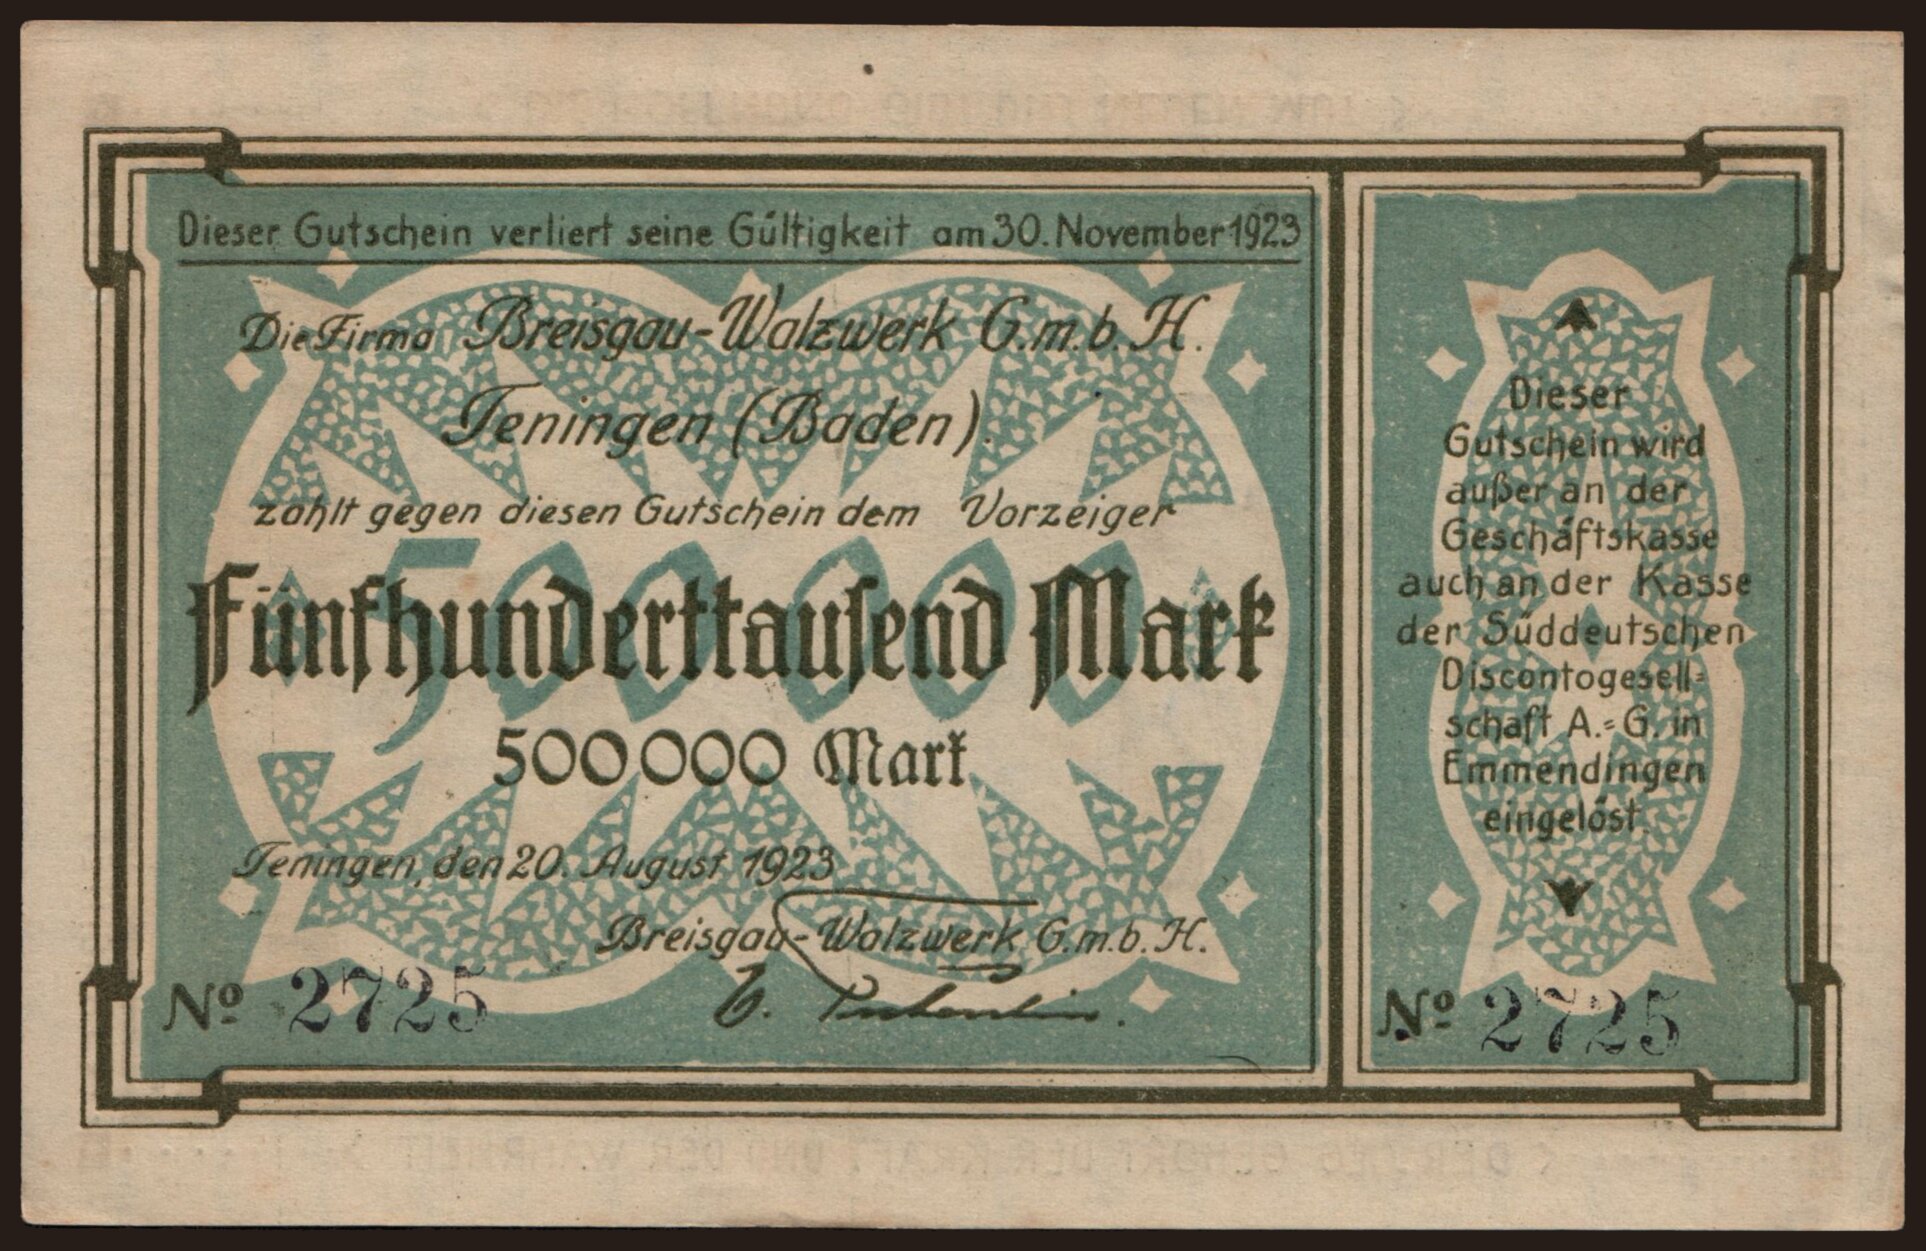 Dieser Gutschein verliert seine Gültigkeit am 30. November 1923
Die Firma Breisgau-Walzwerk G.m.b.H.
Teningen (Baden).
zahlt gegen diesen Gutschein dem Vorzeiger
500000
Fünfhunderttausend Mark
500000 Mark
Teningen, den 20. August 1923
Breisgau-Walzwerk G.m.b.H.
No 2725
Dieser
Gutschein wird
außer an der
Geschäftskasse
auch an der Kasse
der Süddeutschen
Discontogesell-
schaft A.-G. in
Emmendingen
eingelöst.
No 2725